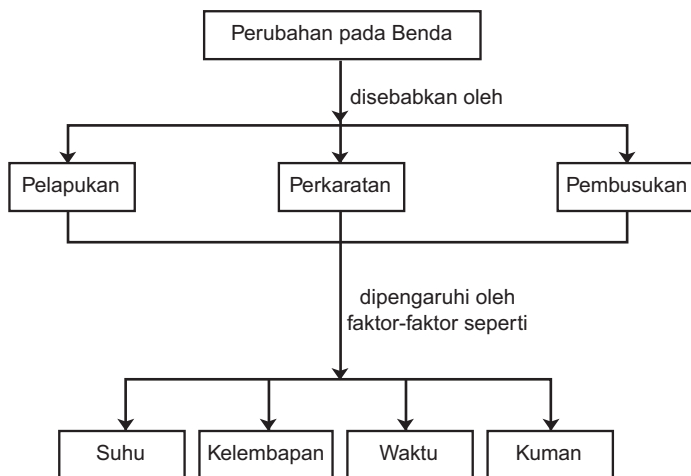 Perubahan pada Benda
disebabkan oleh
Pelapukan
Perkaratan
Pembusukan
dipengaruhi oleh
faktor-faktor seperti
Suhu
Kelembapan
Waktu
Kuman